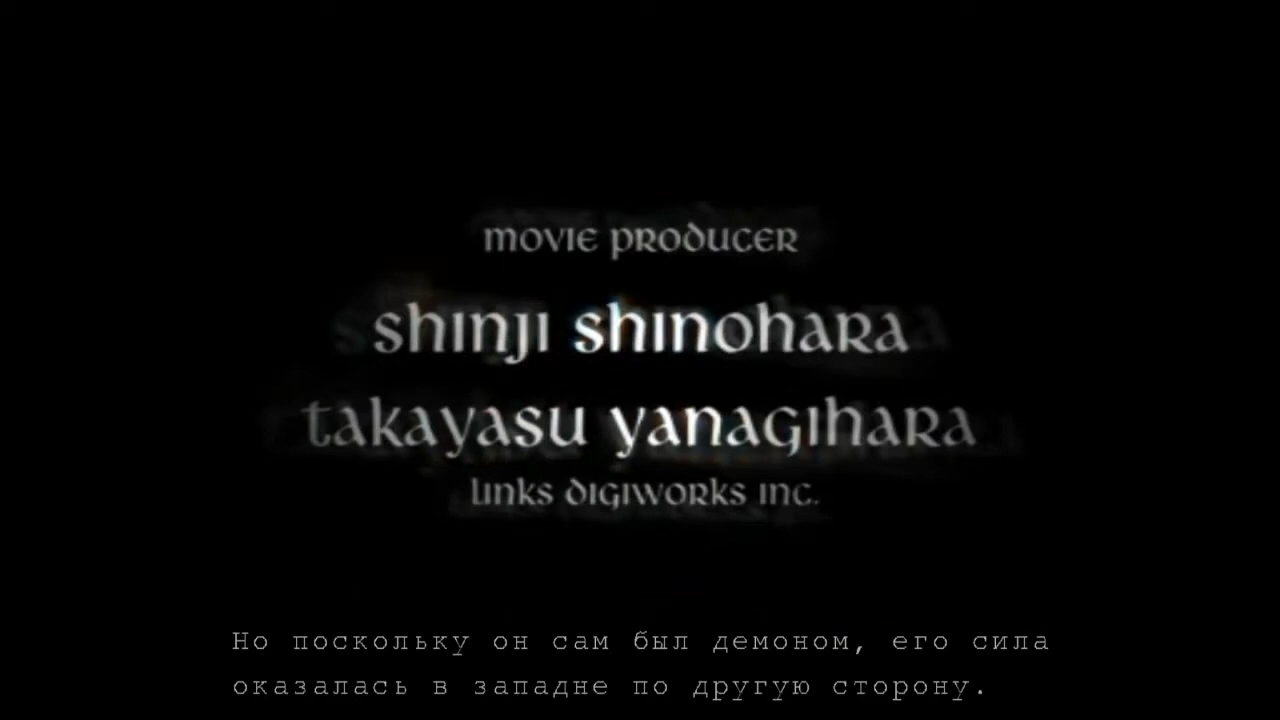 movie producer
shinji shinohara
takayasu yanagihara
links digiworks inc.
Но поскольку он сам был демоном, его сила
оказалась в западне по другую сторону.